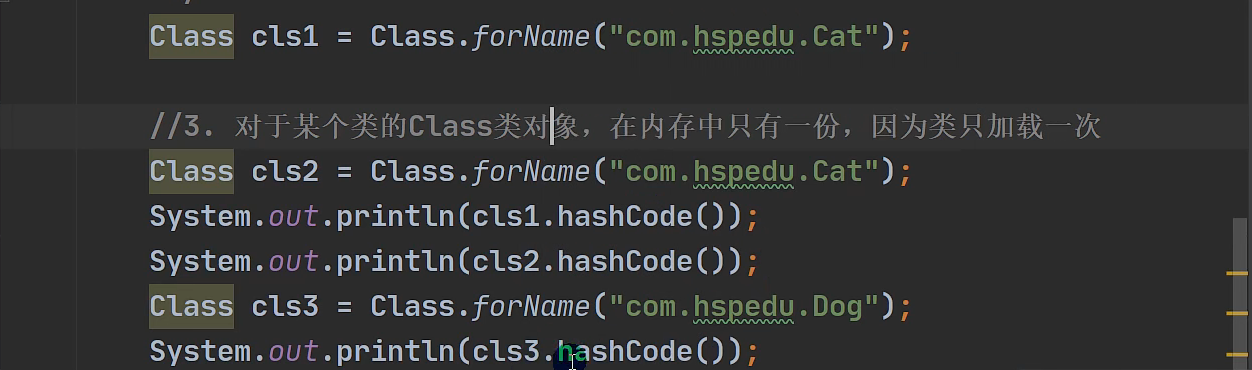 Class cls1 = Class.forName("com.hspedu.Cat");
//3. 对于某个类的Class类对象，在内存中只有一份，因为类只加载一次
Class cls2 = Class.forName("com.hspedu.Cat");
System.out.println(cls1.hashCode());
System.out.println(cls2.hashCode());
Class cls3 = Class.forName("com.hspedu.Dog");
System.out.println(cls3.hashCode());